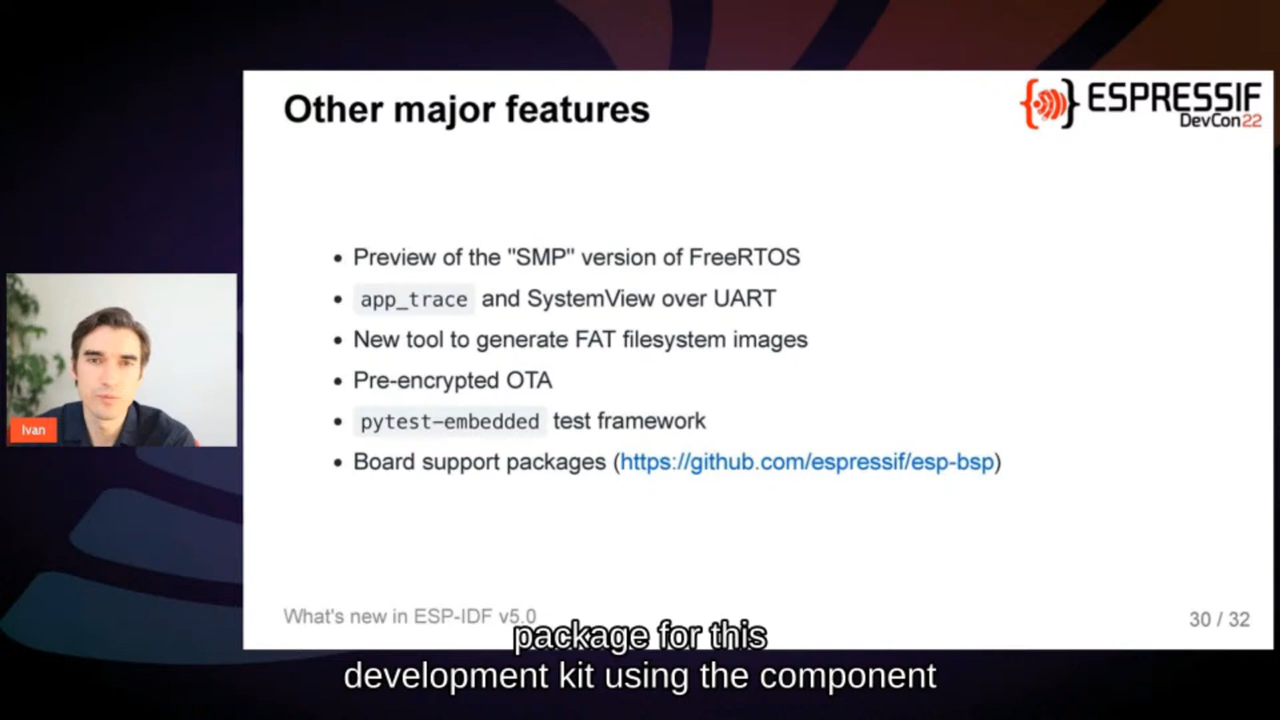 Other major features
ESPRESSIF
DevCon22
• Preview of the "SMP" version of FreeRTOS
• app_trace and SystemView over UART
• New tool to generate FAT filesystem images
• Pre-encrypted OTA
• pytest-embedded test framework
• Board support packages (https://github.com/espressif/esp-bsp)
Ivan
What's new in ESP-IDF v5.0
30 / 32
package for this
development kit using the component